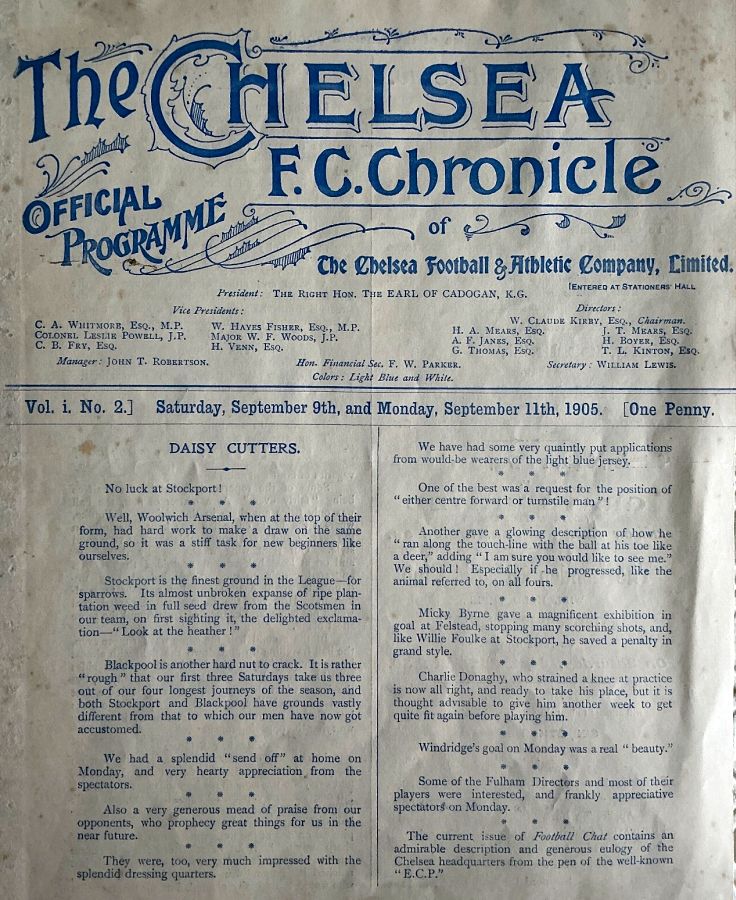 The CHELSEA
F.C. Chronicle
OFFICIAL
PROGRAMME
of
The Chelsea Football & Athletic Company, Limited.
[ENTERED AT STATIONERS' HALL
President: THE RIGHT HON. THE EARL OF CADOGAN, K.G.
Vice Presidents:
C. A. WHITMORE, ESQ., M.P.
COLONEL LESLIE POWELL, J.P.
C. B. FRY, ESQ.
W. HAYES FISHER, ESQ., M.P.
MAJOR W. F. WOODS, J.P.
H. VENN, ESQ.
Directors:
W. CLAUDE KIRBY, ESQ., Chairman.
H. A. MEARS, ESQ.
A. F. JANES, ESQ.
G. THOMAS, ESQ.
J. T. MEARS, ESQ.
H. BOYER, ESQ.
T. L. KINTON, ESQ.
Manager: JOHN T. ROBERTSON.
Hon. Financial Sec. F. W. PARKER.
Secretary: WILLIAM LEWIS.
Colors: Light Blue and White.
Vol. i. No. 2.] Saturday, September 9th, and Monday, September 11th, 1905. [One Penny.
DAISY CUTTERS.
No luck at Stockport!
* * *
Well, Woolwich Arsenal, when at the top of their
form, had hard work to make a draw on the same
ground, so it was a stiff task for new beginners like
ourselves.
* * *
Stockport is the finest ground in the League—for
sparrows. Its almost unbroken expanse of ripe plan-
tation weed in full seed drew from the Scotsmen in
our team, on first sighting it, the delighted exclama-
tion—"Look at the heather!"
* * *
Blackpool is another hard nut to crack. It is rather
"rough" that our first three Saturdays take us three
out of our four longest journeys of the season, and
both Stockport and Blackpool have grounds vastly
different from that to which our men have now got
accustomed.
* * *
We had a splendid "send off" at home on
Monday, and very hearty appreciation from the
spectators.
* * *
Also a very generous mead of praise from our
opponents, who prophecy great things for us in the
near future.
* * *
They were, too, very much impressed with the
splendid dressing quarters.
We have had some very quaintly put applications
from would-be wearers of the light blue jersey.
* * *
One of the best was a request for the position of
"either centre forward or turnstile man"!
* * *
Another gave a glowing description of how he
"ran along the touch-line with the ball at his toe like
a deer," adding "I am sure you would like to see me."
We should! Especially if he progressed, like the
animal referred to, on all fours.
* * *
Micky Byrne gave a magnificent exhibition in
goal at Felstead, stopping many scorching shots, and,
like Willie Foulke at Stockport, he saved a penalty in
grand style.
* * *
Charlie Donaghy, who strained a knee at practice
is now all right, and ready to take his place, but it is
thought advisable to give him another week to get
quite fit again before playing him.
* * *
Windridge's goal on Monday was a real "beauty."
* * *
Some of the Fulham Directors and most of their
players were interested, and frankly appreciative
spectators on Monday.
* * *
The current issue of Football Chat contains an
admirable description and generous eulogy of the
Chelsea headquarters from the pen of the well-known
"E.C.P."